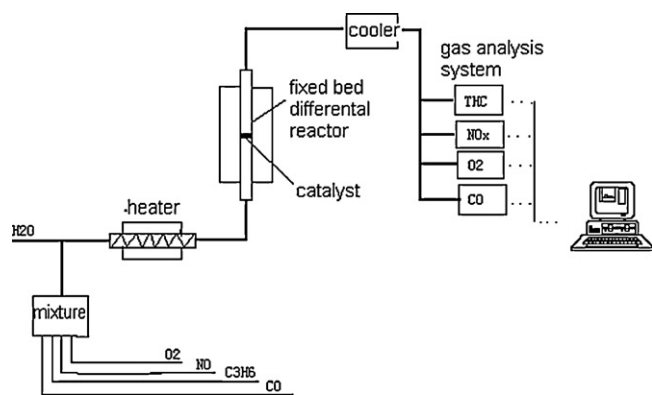 cooler
gas analysis
system
THC
NOx
O2
CO
fixed bed
differental
reactor
catalyst
heater
H2O
mixture
O2
NO
C3H6
CO